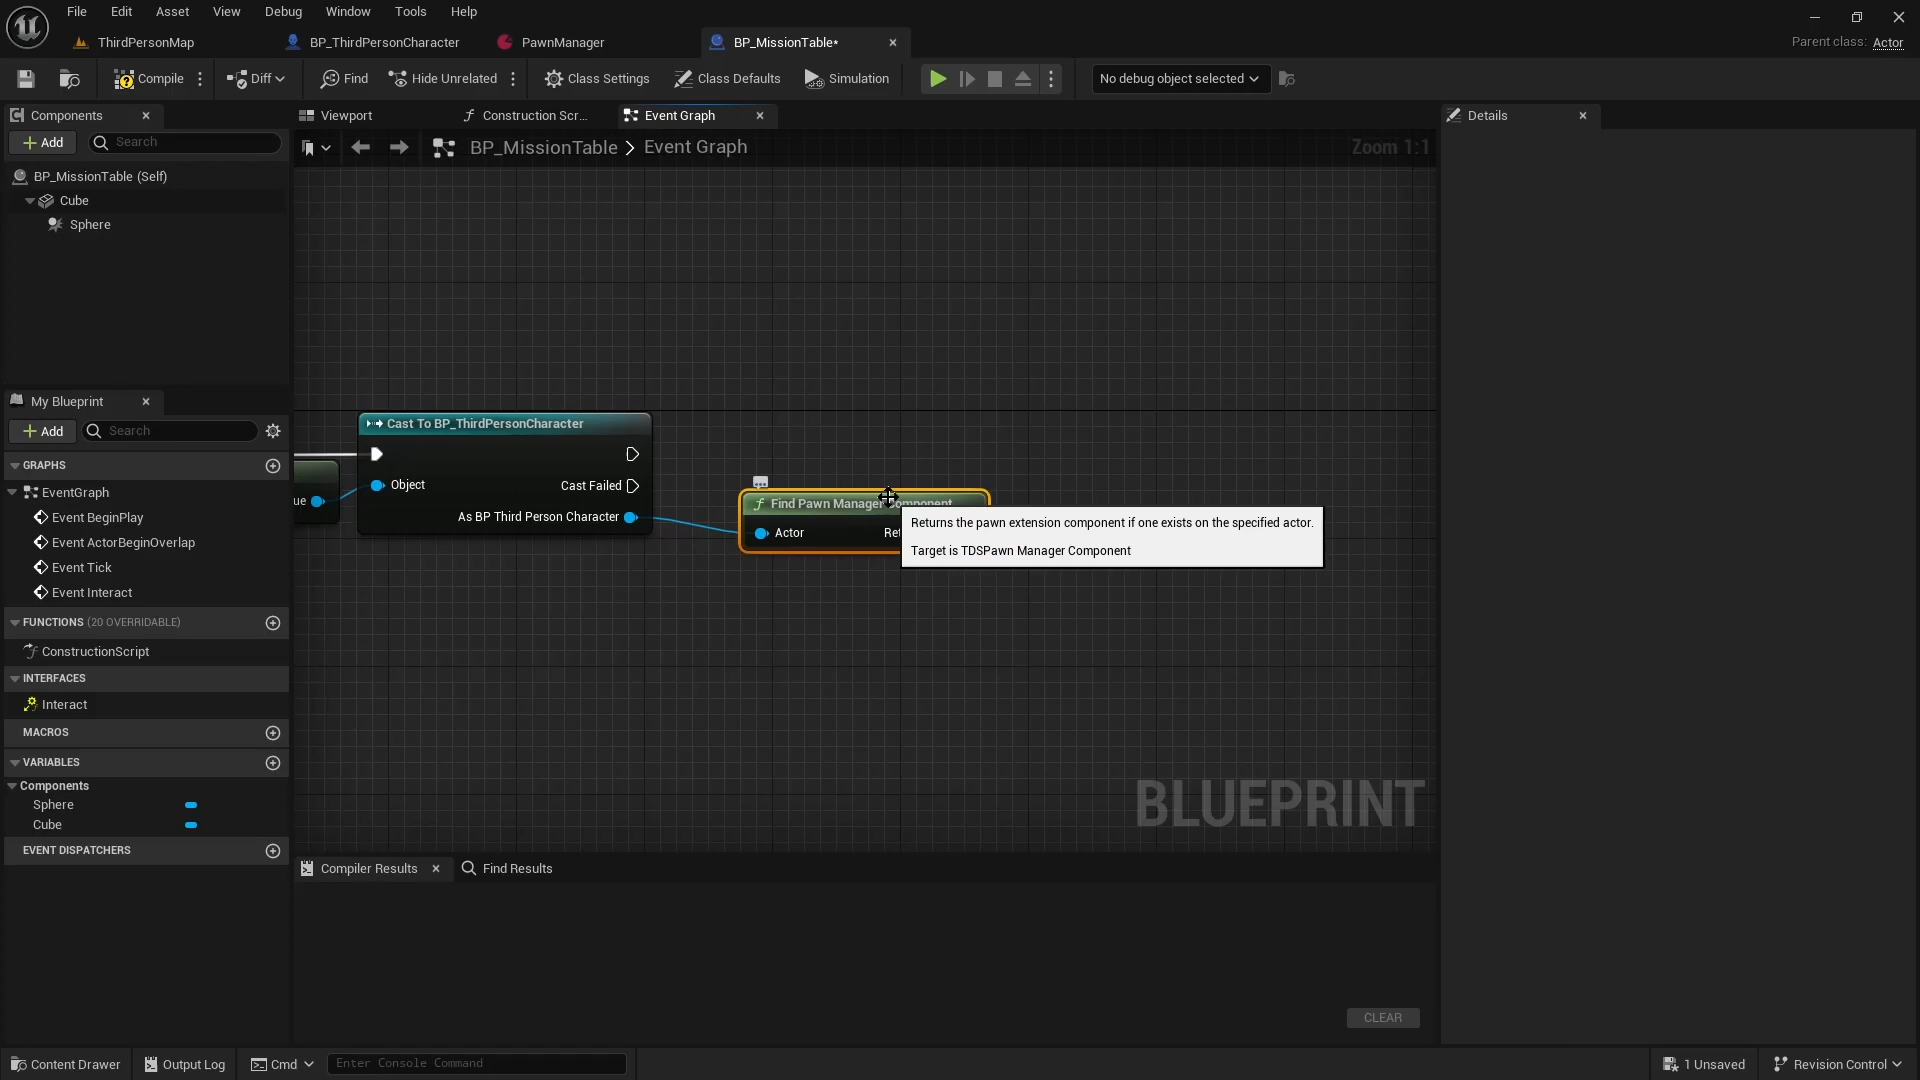 File Edit Asset View Debug Window Tools Help
ThirdPersonMap BP_ThirdPersonCharacter PawnManager BP_MissionTable*
Parent class: Actor
Compile Diff Find Hide Unrelated Class Settings Class Defaults Simulation No debug object selected
Components
Viewport Construction Scr... Event Graph
Details
Add Search
BP_MissionTable > Event Graph
Zoom 1:1
BP_MissionTable (Self)
Cube
Sphere
My Blueprint
Add Search
GRAPHS
EventGraph
Event BeginPlay
Event ActorBeginOverlap
Event Tick
Event Interact
FUNCTIONS (20 OVERRIDABLE)
ConstructionScript
INTERFACES
Interact
MACROS
VARIABLES
Components
Sphere
Cube
EVENT DISPATCHERS
Cast To BP_ThirdPersonCharacter
Object
Cast Failed
ue
As BP Third Person Character
Find Pawn Manager Component
Actor
Ret
Returns the pawn extension component if one exists on the specified actor.
Target is TDSPawn Manager Component
BLUEPRINT
Compiler Results Find Results
CLEAR
Content Drawer Output Log Cmd Enter Console Command
1 Unsaved Revision Control